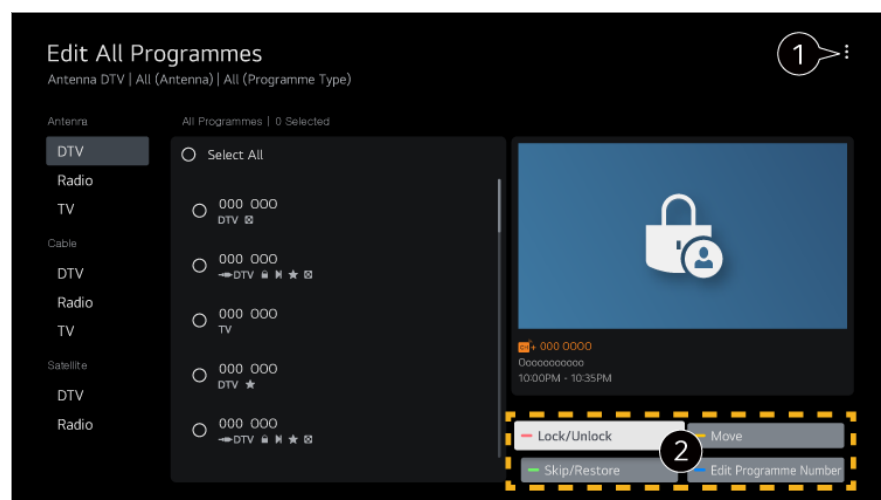 Edit All Programmes
1
Antenna DTV | All (Antenna) | All (Programme Type)
Antenna
DTV
Radio
TV
Cable
DTV
Radio
TV
Satellite
DTV
Radio
All Programmes | 0 Selected
Select All
000 000
DTV
000 000
DTV
000 000
TV
000 000
DTV
000 000
DTV
000 0000
Ooooooooooo
10:00PM - 10:35PM
Lock/Unlock
Move
2
Skip/Restore
Edit Programme Number